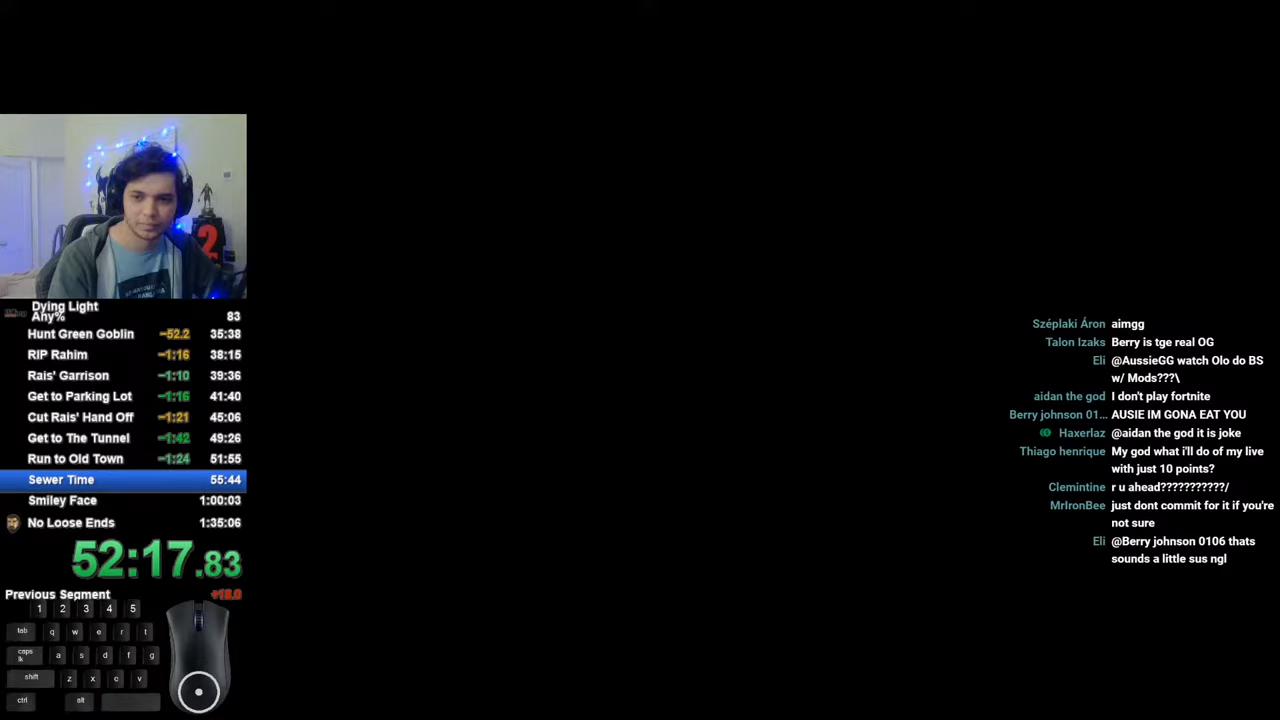 Dying Light
Any% 83
Hunt Green Goblin -52.2 35:38
RIP Rahim -1:16 38:15
Rais' Garrison -1:10 39:36
Get to Parking Lot -1:16 41:40
Cut Rais' Hand Off -1:21 45:06
Get to The Tunnel -1:42 49:26
Run to Old Town -1:24 51:55
Sewer Time 55:44
Smiley Face 1:00:03
No Loose Ends 1:35:06
52:17.83
Previous Segment +18.0
1 2 3 4 5
tab q w e r t
caps lk a s d f g
shift z x c v
ctrl alt
2
Széplaki Áron aimgg
Talon Izaks Berry is tge real OG
Eli @AussieGG watch Olo do BS
w/ Mods???\
aidan the god I don't play fortnite
Berry johnson 01... AUSIE IM GONA EAT YOU
Haxerlaz @aidan the god it is joke
Thiago henrique My god what i'll do of my live
with just 10 points?
Clemintine r u ahead???????????/
MrIronBee just dont commit for it if you're
not sure
Eli @Berry johnson 0106 thats
sounds a little sus ngl